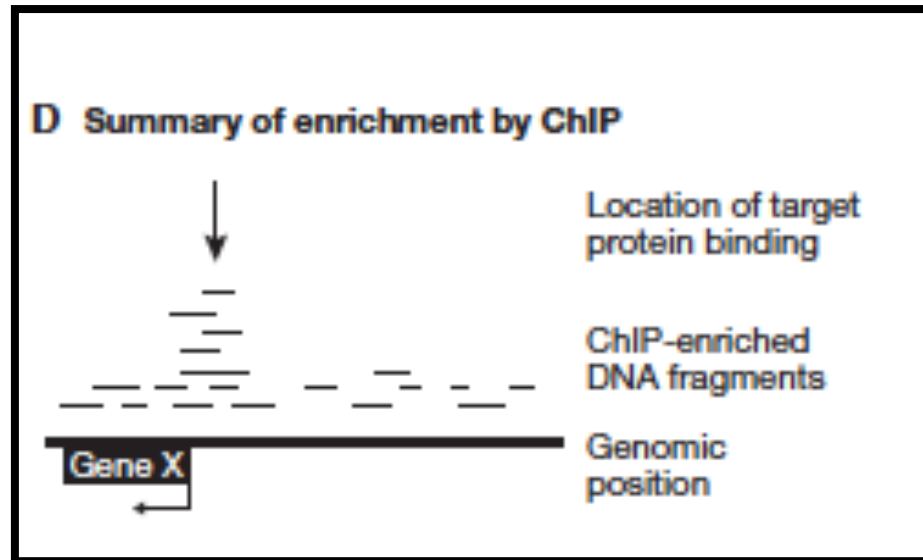 D Summary of enrichment by ChIP
Location of target
protein binding
ChIP-enriched
DNA fragments
Genomic
position
Gene X